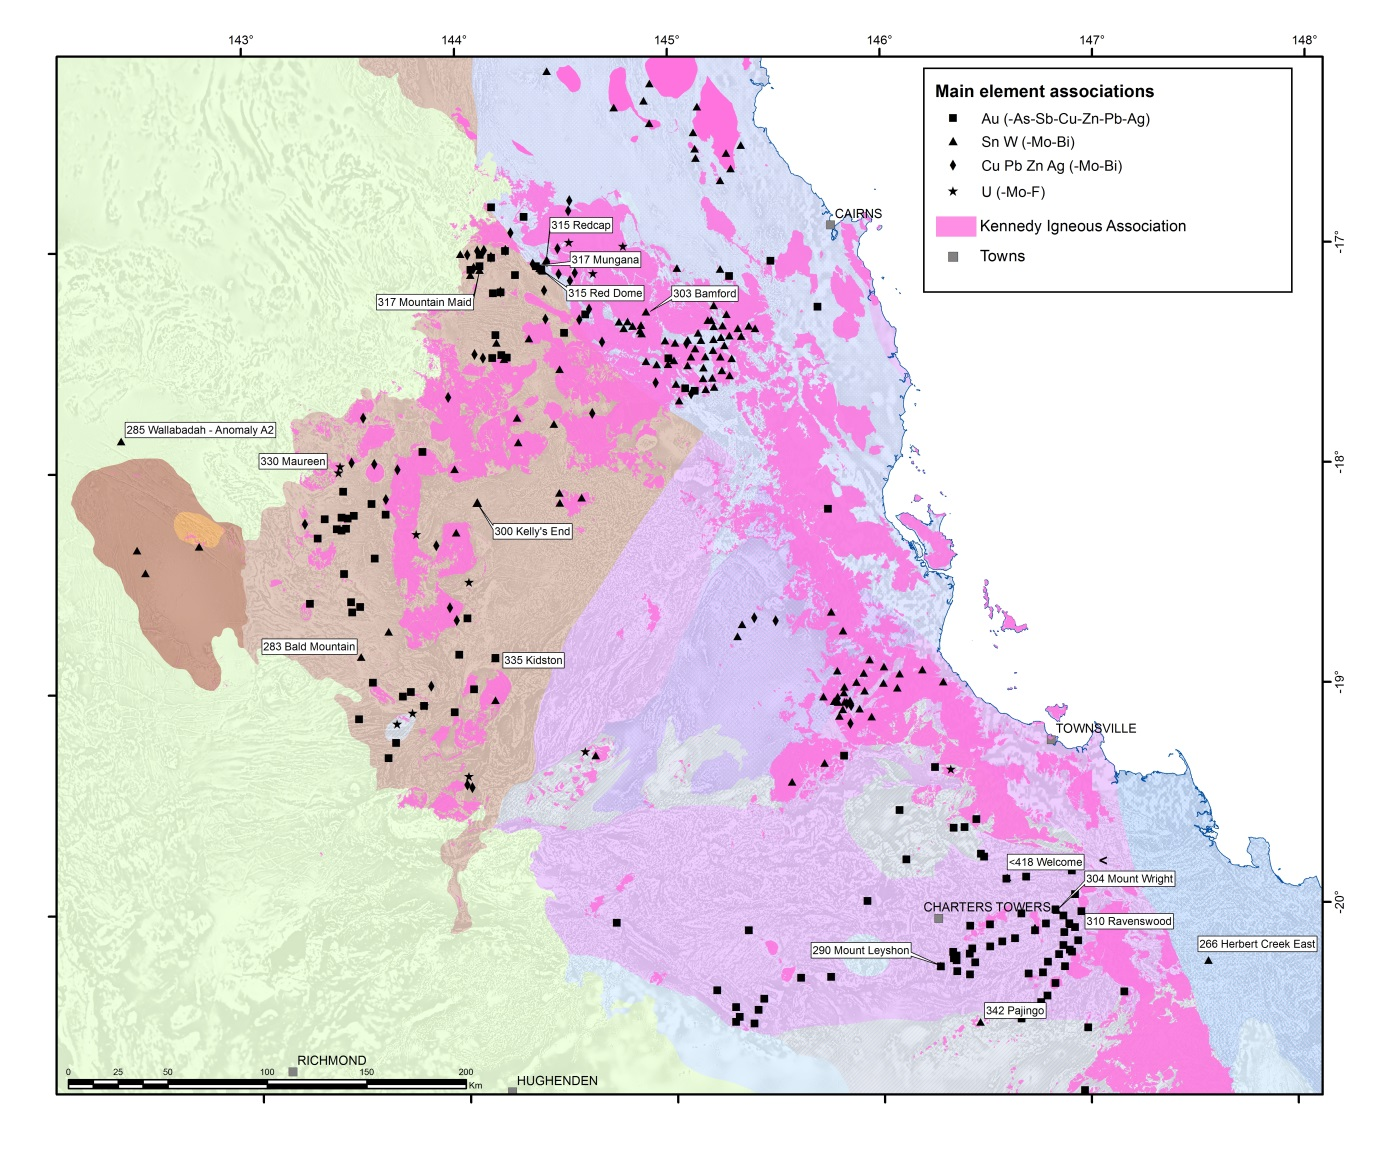 143°
144°
145°
146°
147°
148°
Main element associations
Au (-As-Sb-Cu-Zn-Pb-Ag)
Sn W (-Mo-Bi)
Cu Pb Zn Ag (-Mo-Bi)
U (-Mo-F)
Kennedy Igneous Association
Towns
CAIRNS
-17°
315 Redcap
317 Mungana
315 Red Dome
303 Bamford
317 Mountain Maid
285 Wallabadah - Anomaly A2
330 Maureen
-18°
300 Kelly's End
283 Bald Mountain
335 Kidston
-19°
TOWNSVILLE
<418 Welcome
<
304 Mount Wright
-20°
CHARTERS TOWERS
310 Ravenswood
290 Mount Leyshon
266 Herbert Creek East
342 Pajingo
RICHMOND
HUGHENDEN
0 25 50 100 150 200
Km